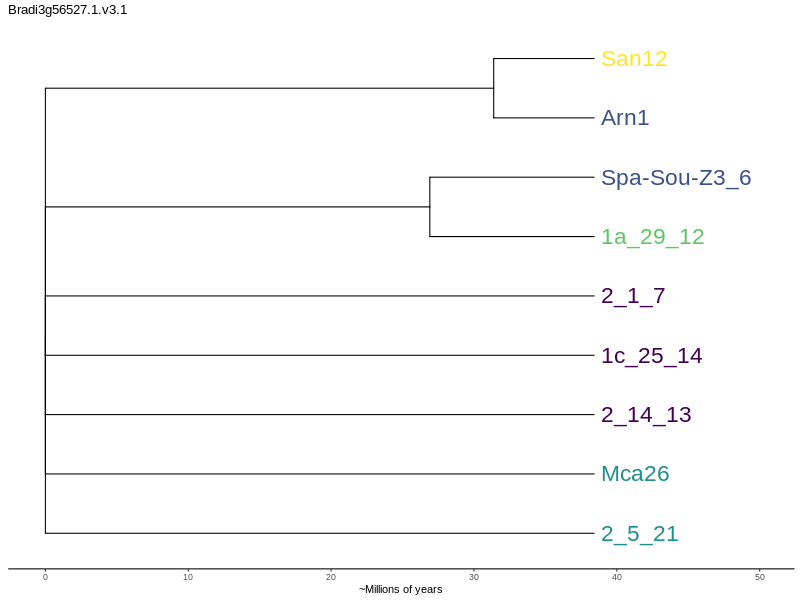 Bradi3g56527.1.v3.1
San12
Arn1
Spa-Sou-Z3_6
1a_29_12
2_1_7
1c_25_14
2_14_13
Mca26
2_5_21
0 10 20 30 40 50
~Millions of years